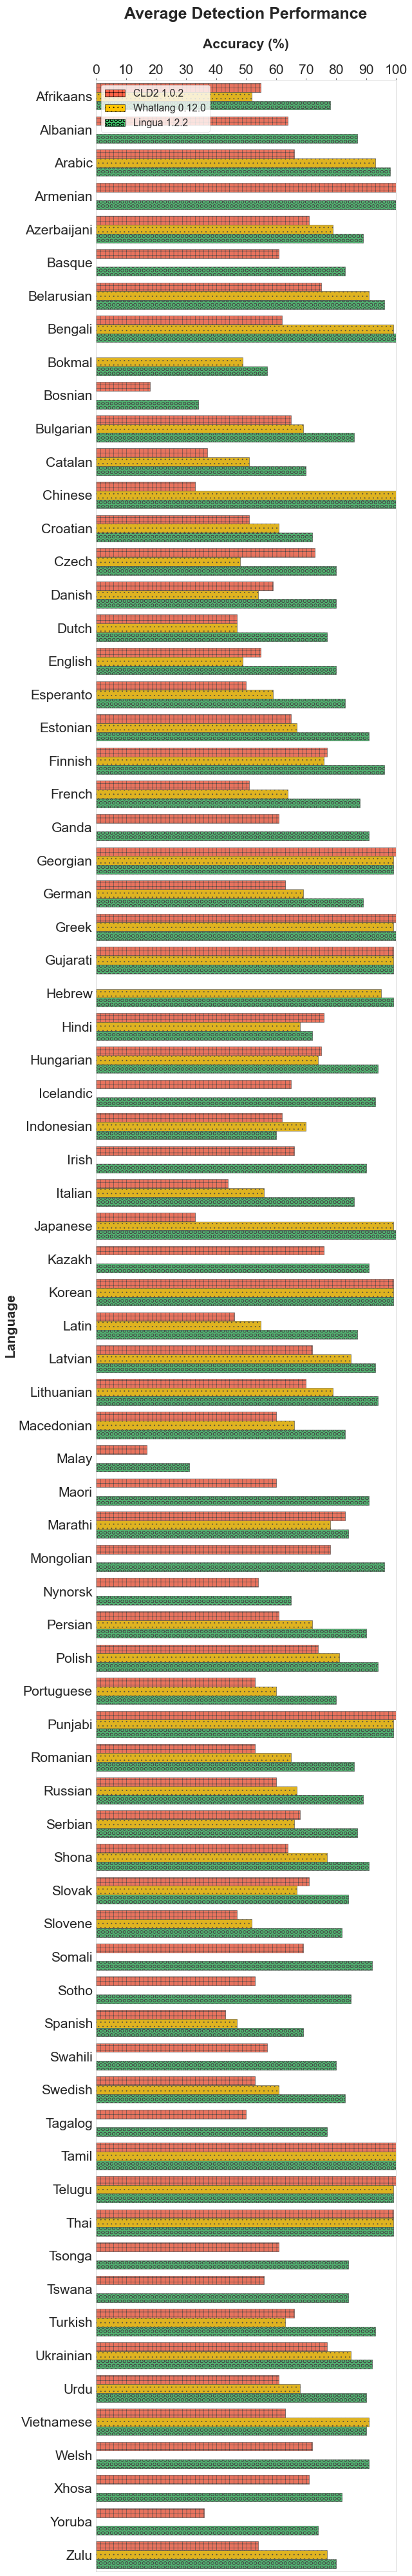 Average Detection Performance
Accuracy (%)
0 10 20 30 40 50 60 70 80 90 100
CLD2 1.0.2
Whatlang 0.12.0
Lingua 1.2.2
Language
Afrikaans
Albanian
Arabic
Armenian
Azerbaijani
Basque
Belarusian
Bengali
Bokmal
Bosnian
Bulgarian
Catalan
Chinese
Croatian
Czech
Danish
Dutch
English
Esperanto
Estonian
Finnish
French
Ganda
Georgian
German
Greek
Gujarati
Hebrew
Hindi
Hungarian
Icelandic
Indonesian
Irish
Italian
Japanese
Kazakh
Korean
Latin
Latvian
Lithuanian
Macedonian
Malay
Maori
Marathi
Mongolian
Nynorsk
Persian
Polish
Portuguese
Punjabi
Romanian
Russian
Serbian
Shona
Slovak
Slovene
Somali
Sotho
Spanish
Swahili
Swedish
Tagalog
Tamil
Telugu
Thai
Tsonga
Tswana
Turkish
Ukrainian
Urdu
Vietnamese
Welsh
Xhosa
Yoruba
Zulu